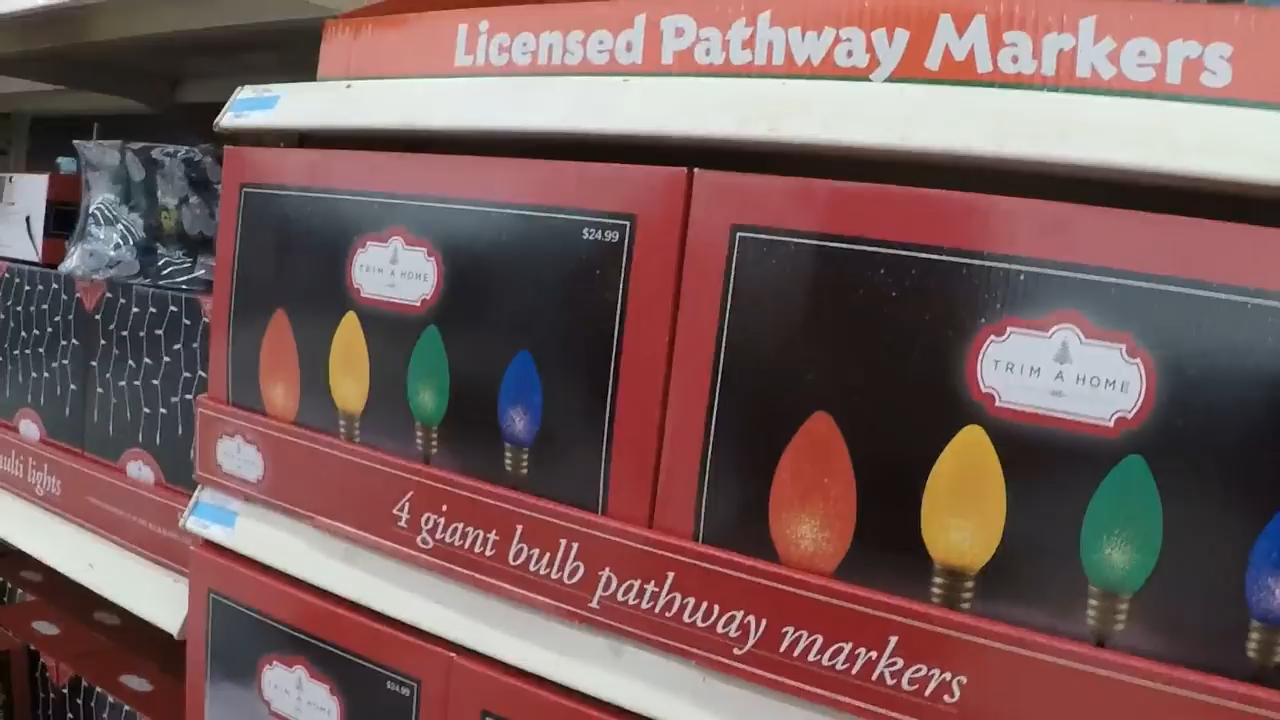 Licensed Pathway Markers
$24.99
TRIM A HOME
TRIM A HOME
4 giant bulb pathway markers
multi lights
TRIM A HOME
$24.99